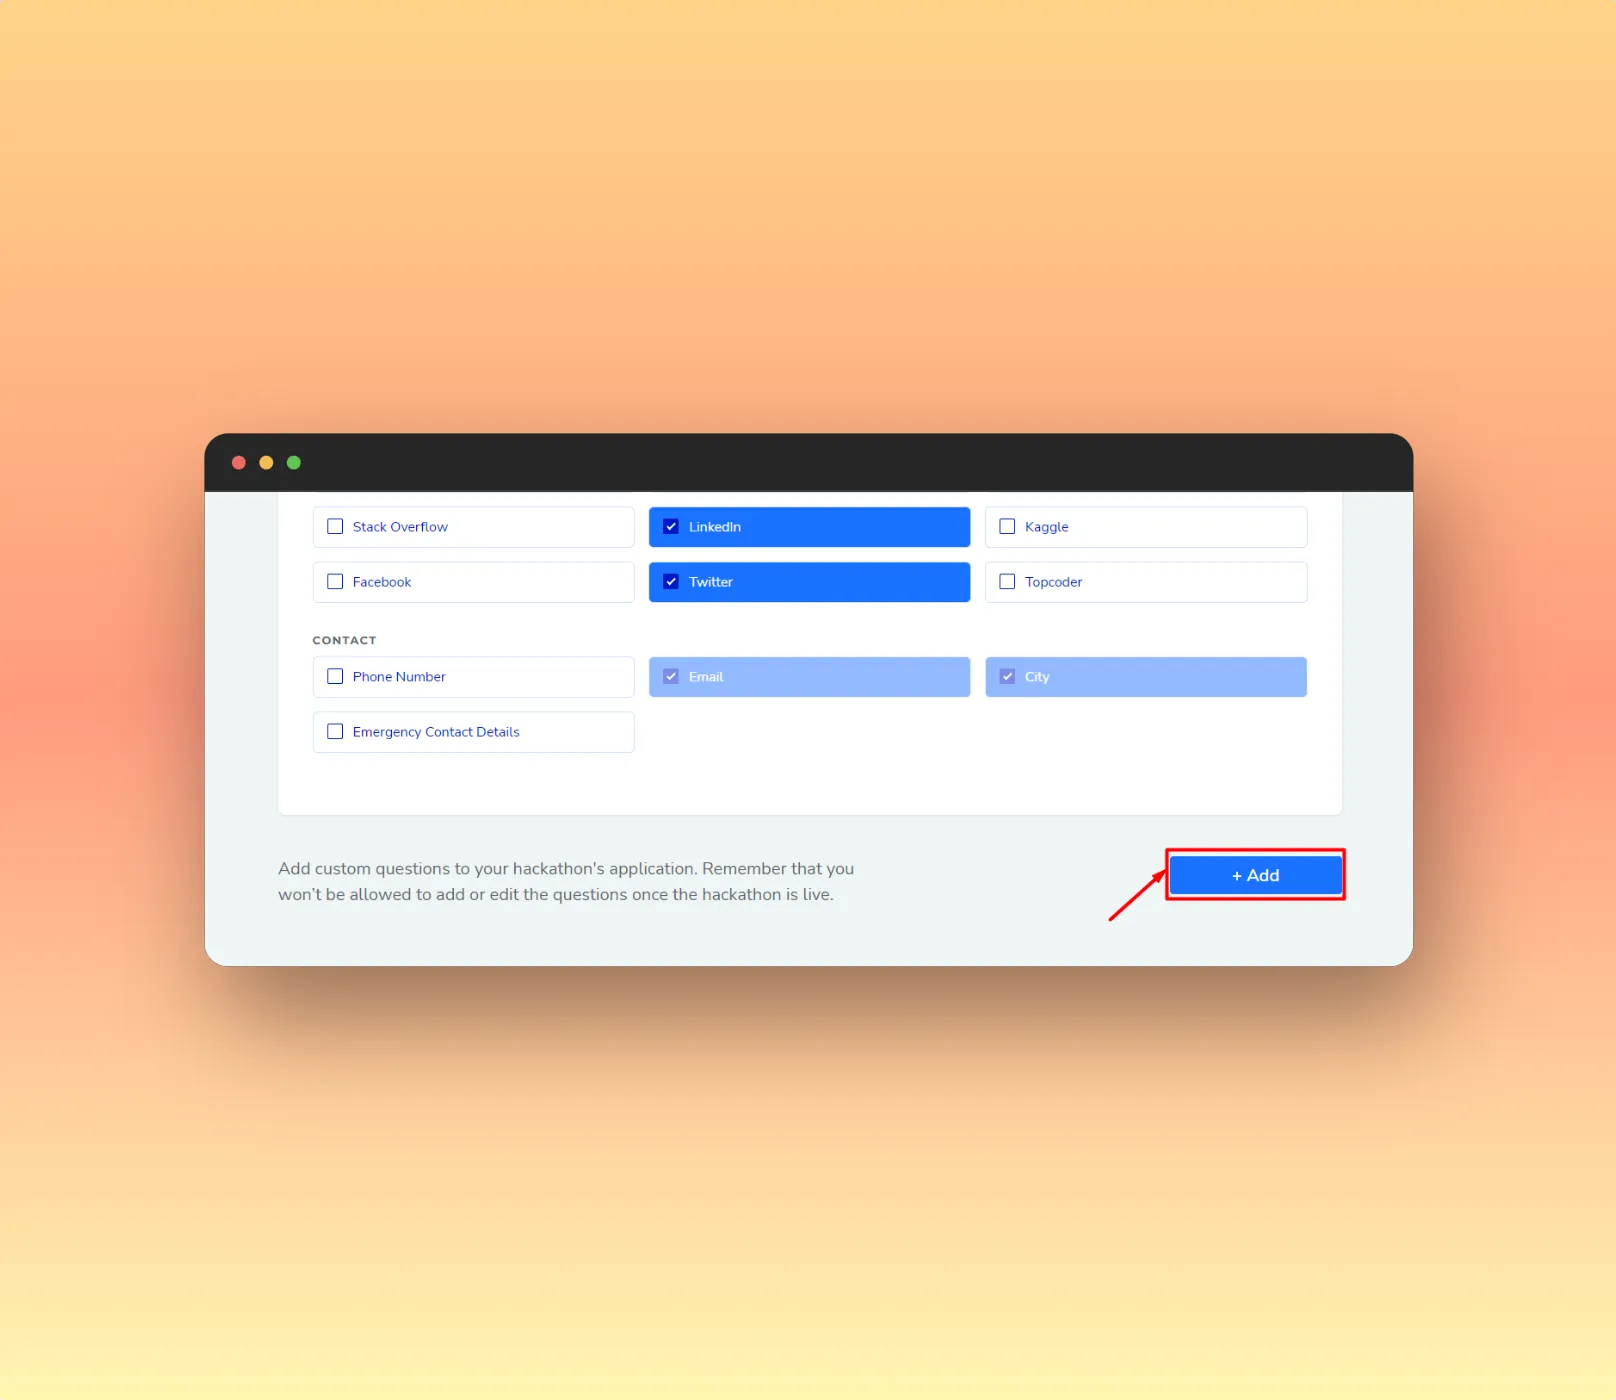 Stack Overflow
LinkedIn
Kaggle
Facebook
Twitter
Topcoder
CONTACT
Phone Number
Email
City
Emergency Contact Details
Add custom questions to your hackathon's application. Remember that you
won't be allowed to add or edit the questions once the hackathon is live.
+ Add